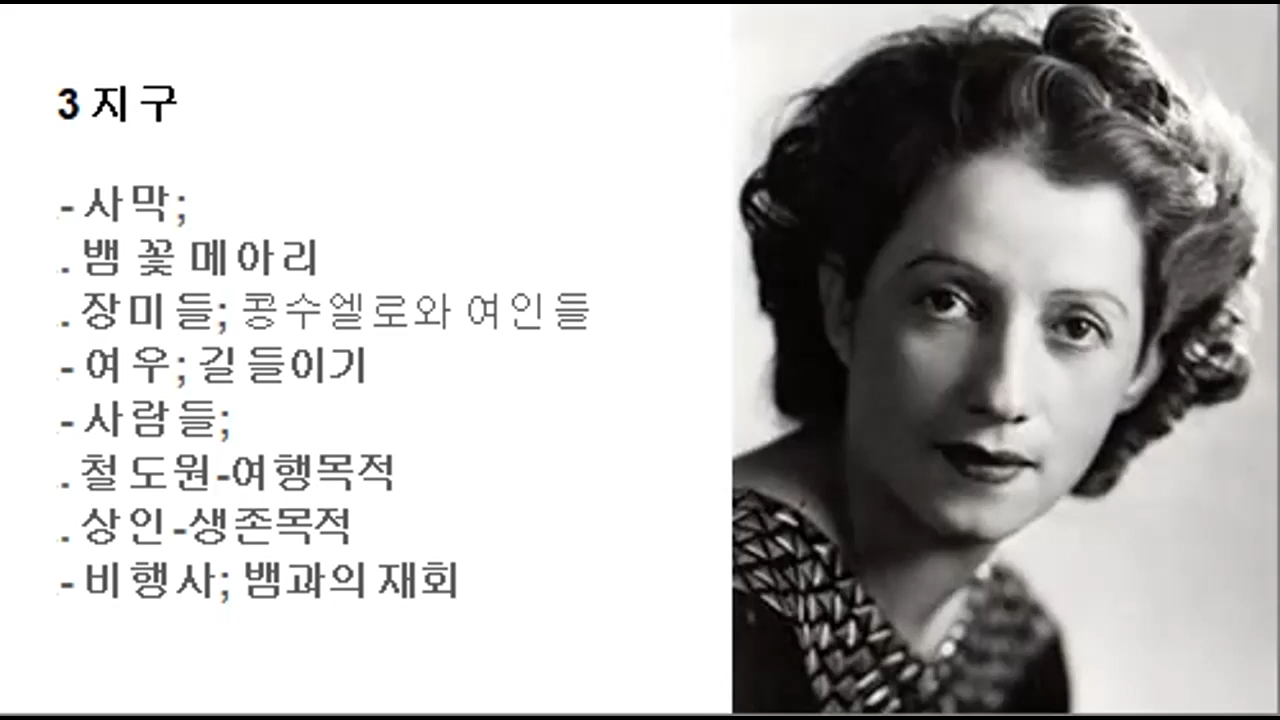 3 지구
- 사막;
. 뱀 꽃 메아리
. 장미들; 콩수엘로와 여인들
- 여우; 길들이기
- 사람들;
. 철도원-여행목적
. 상인-생존목적
- 비행사; 뱀과의 재회